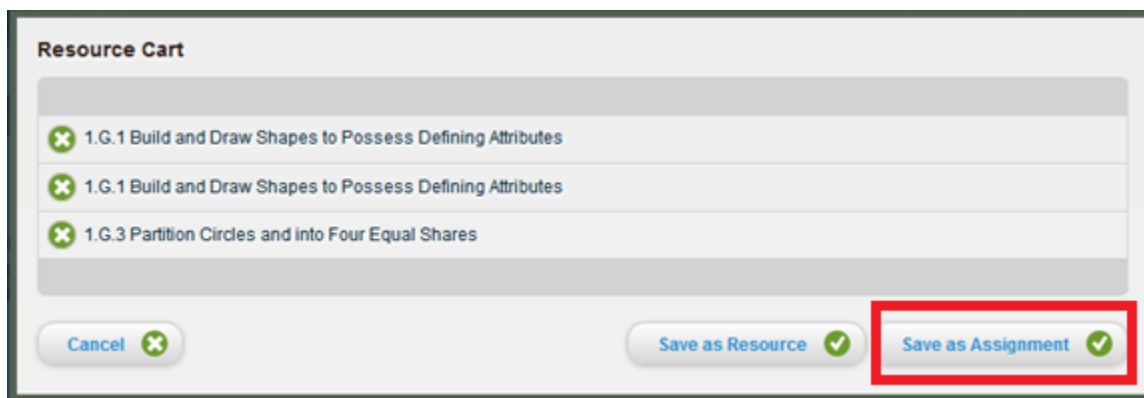 Resource Cart
1.G.1 Build and Draw Shapes to Possess Defining Attributes
1.G.1 Build and Draw Shapes to Possess Defining Attributes
1.G.3 Partition Circles and into Four Equal Shares
Cancel Save as Resource Save as Assignment